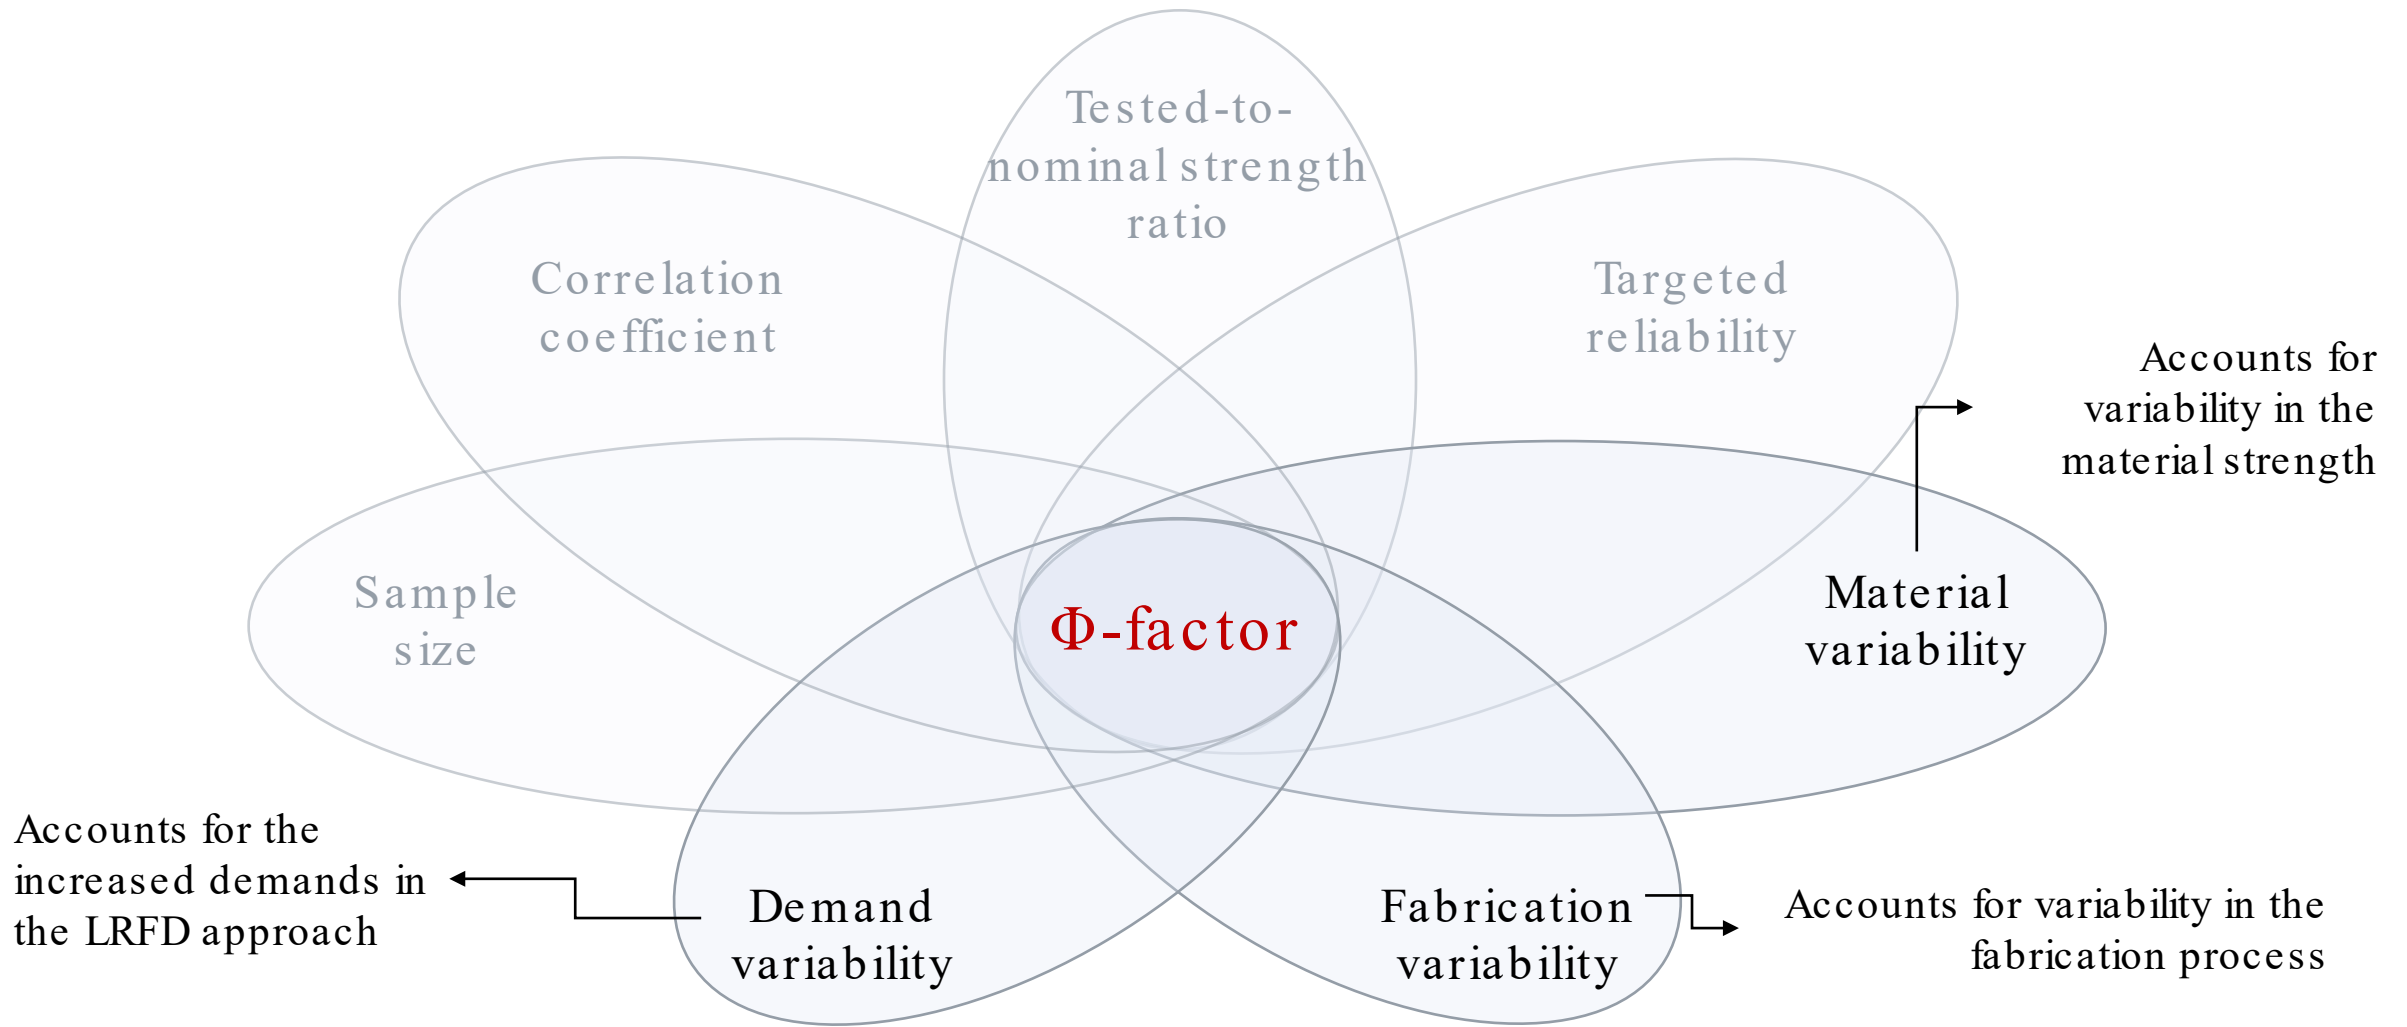 Tested-to-
nominal strength
ratio
Correlation
coefficient
Targeted
reliability
Accounts for
variability in the
material strength
Sample
size
Φ-factor
Material
variability
Accounts for the
increased demands in
the LRFD approach
Demand
variability
Fabrication
variability
Accounts for variability in the
fabrication process